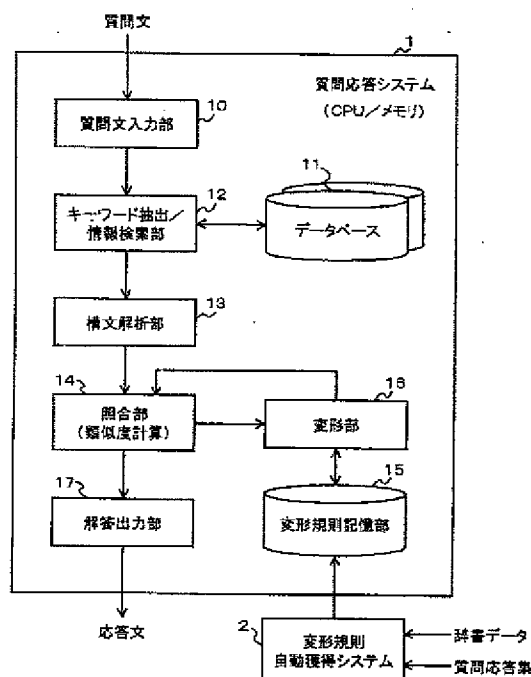 質問文
1
質問応答システム
(CPU/メモリ)
10
質問文入力部
12
キーワード抽出/
情報検索部
11
データベース
13
構文解析部
14
照合部
(類似度計算)
16
変形部
17
解答出力部
15
変形規則記憶部
応答文
2
変形規則
自動獲得システム
辞書データ
質問応答集